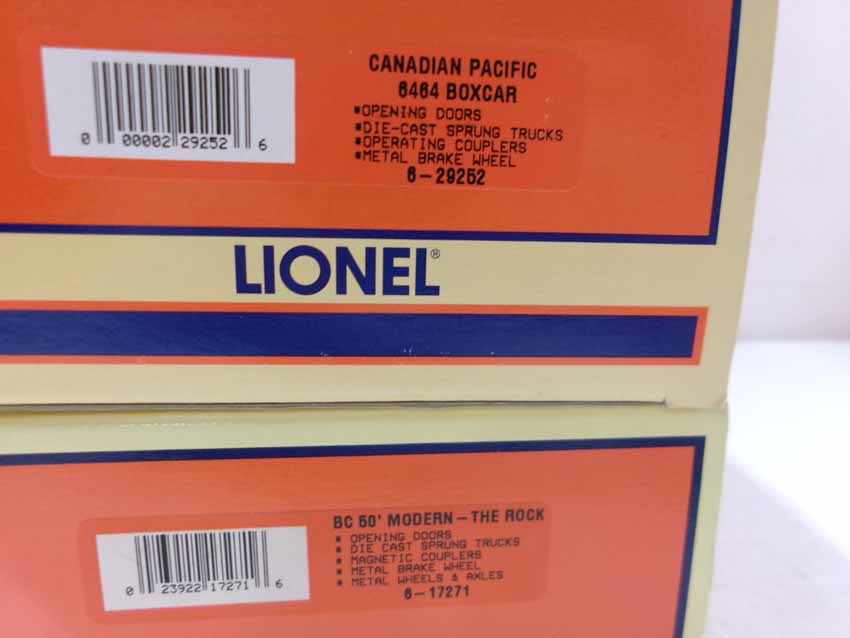 CANADIAN PACIFIC
6464 BOXCAR
▪OPENING DOORS
▪DIE-CAST SPRUNG TRUCKS
▪OPERATING COUPLERS
▪METAL BRAKE WHEEL
6-29252
0 00002 29252 6
LIONEL®
BC 50' MODERN - THE ROCK
▪ OPENING DOORS
▪ DIE CAST SPRUNG TRUCKS
▪ MAGNETIC COUPLERS
▪ METAL BRAKE WHEEL
▪ METAL WHEELS & AXLES
6-17271
0 23922 17271 6